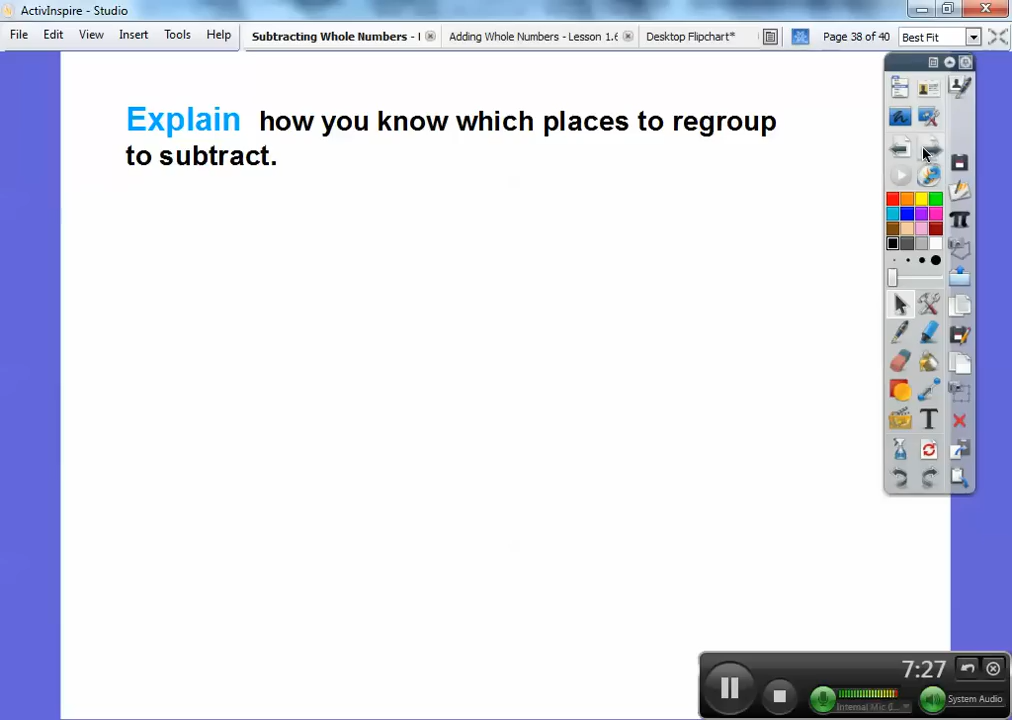 ActivInspire - Studio
File Edit View Insert Tools Help
Subtracting Whole Numbers - I
Adding Whole Numbers - Lesson 1.6
Desktop Flipchart*
Page 38 of 40
Best Fit
Explain how you know which places to regroup
to subtract.
T
7:27
Internal Mic (
System Audio